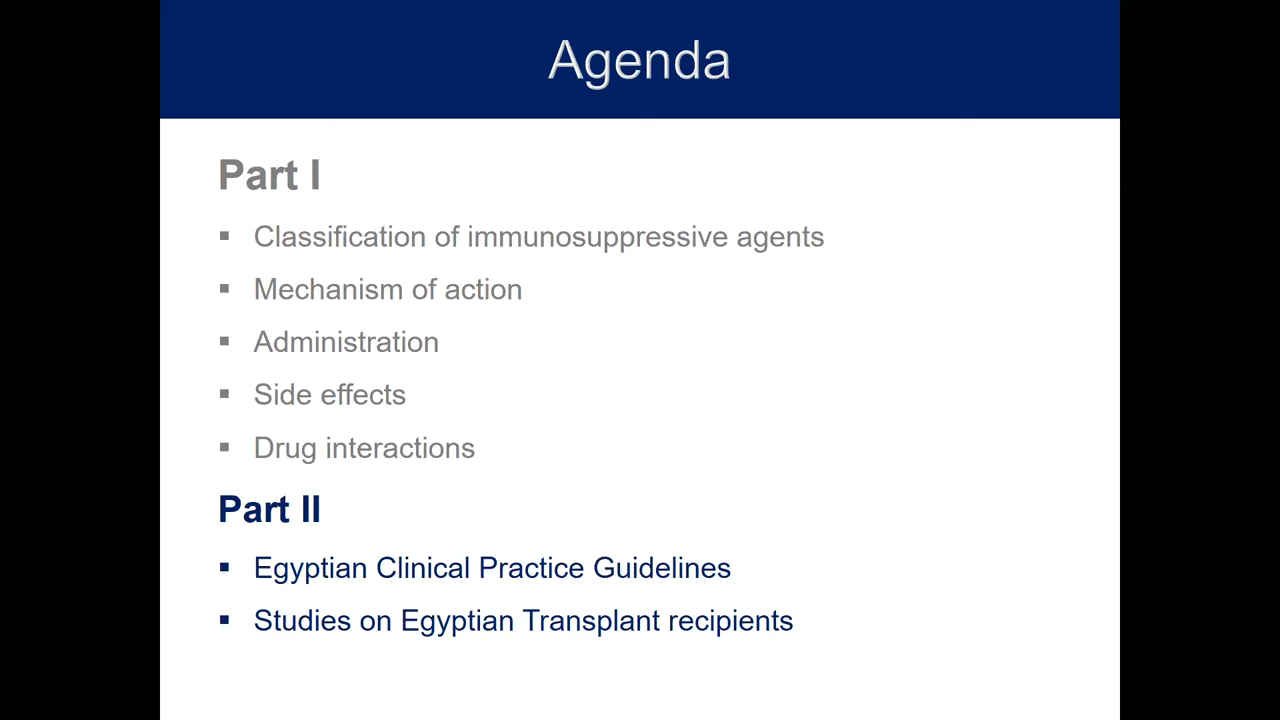 Agenda
Part I
▪ Classification of immunosuppressive agents
▪ Mechanism of action
▪ Administration
▪ Side effects
▪ Drug interactions
Part II
▪ Egyptian Clinical Practice Guidelines
▪ Studies on Egyptian Transplant recipients